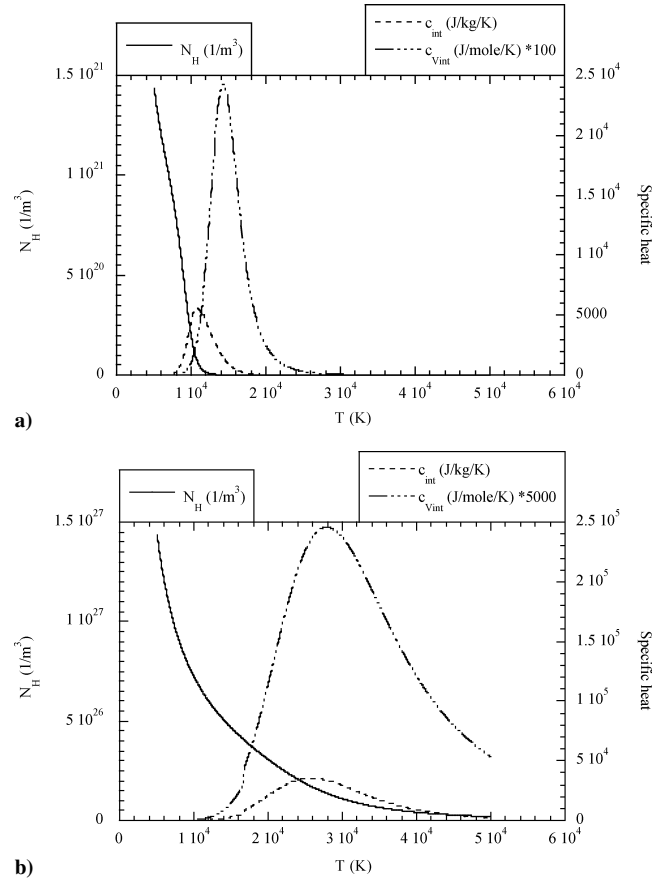 N_H (1/m³)
c_int (J/kg/K)
c_Vint (J/mole/K) *100
1.5 10²¹
1 10²¹
5 10²⁰
0
N_H (1/m³)
2.5 10⁴
2 10⁴
1.5 10⁴
1 10⁴
5000
0
Specific heat
0
1 10⁴
2 10⁴
3 10⁴
4 10⁴
5 10⁴
6 10⁴
T (K)
a)
N_H (1/m³)
c_int (J/kg/K)
c_Vint (J/mole/K) *5000
1.5 10²⁷
1 10²⁷
5 10²⁶
0
N_H (1/m³)
2.5 10⁵
2 10⁵
1.5 10⁵
1 10⁵
5 10⁴
0
Specific heat
0
1 10⁴
2 10⁴
3 10⁴
4 10⁴
5 10⁴
6 10⁴
T (K)
b)